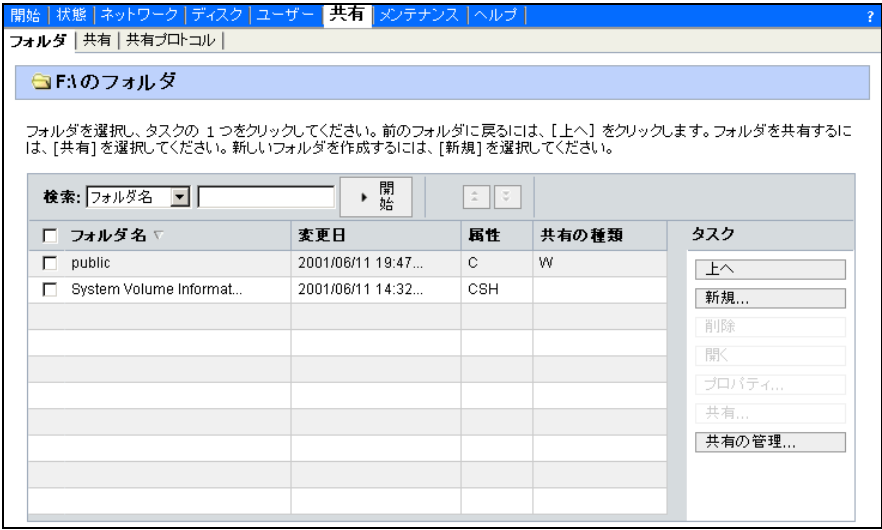 開始 | 状態 | ネットワーク | ディスク | ユーザー | 共有 | メンテナンス | ヘルプ | ?
フォルダ | 共有 | 共有プロトコル |
F:\のフォルダ
フォルダを選択し、タスクの 1 つをクリックしてください。前のフォルダに戻るには、[上へ] をクリックします。フォルダを共有するに
は、[共有] を選択してください。新しいフォルダを作成するには、[新規] を選択してください。
検索: フォルダ名 開始
フォルダ名 変更日 属性 共有の種類 タスク
public 2001/06/11 19:47... C W
System Volume Informat... 2001/06/11 14:32... CSH
上へ
新規...
削除
開く
プロパティ...
共有...
共有の管理...